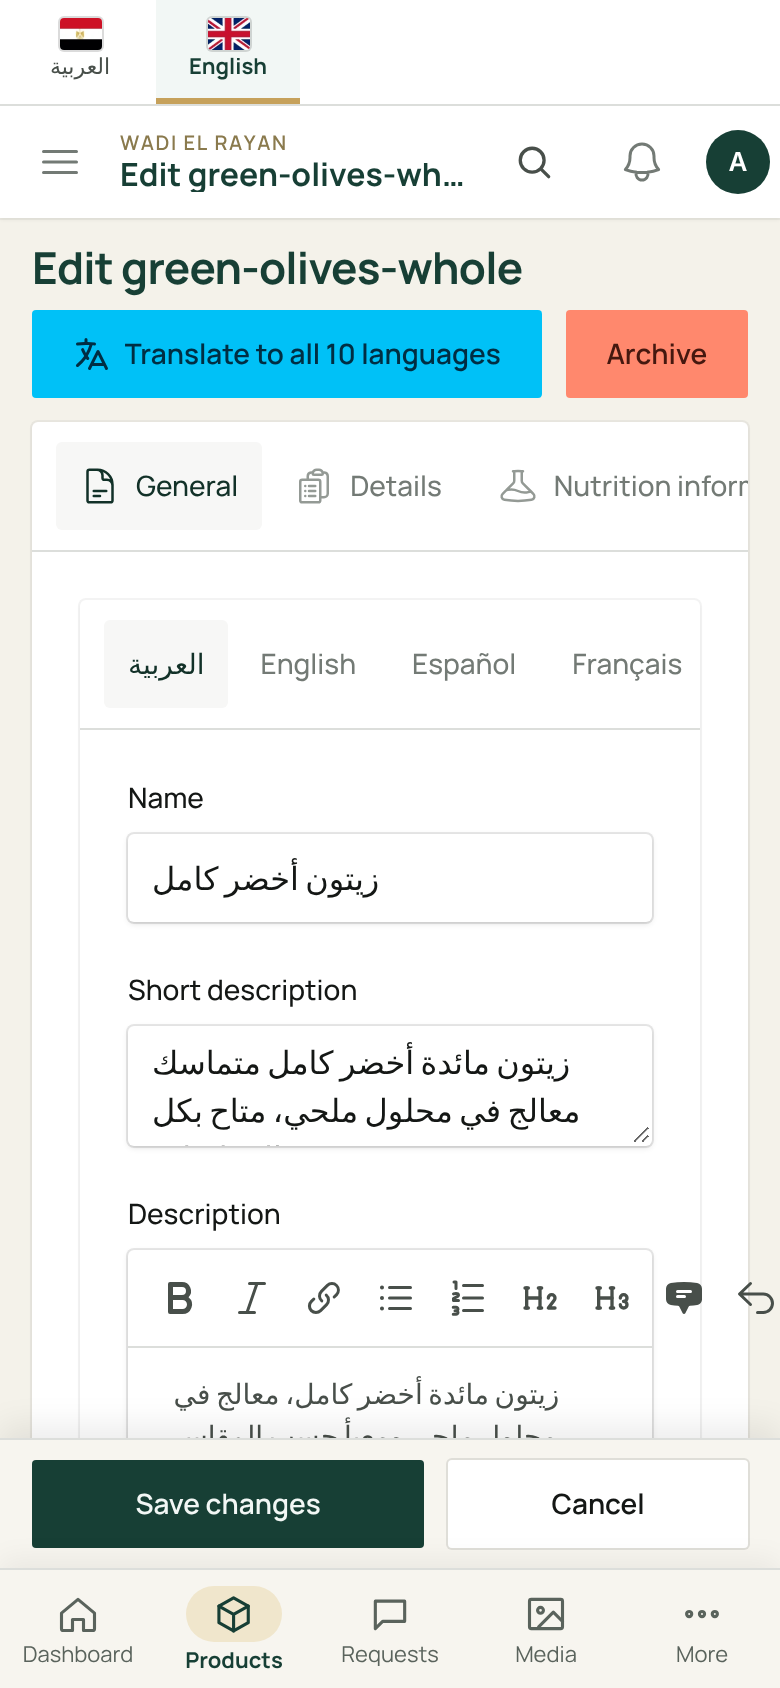 العربية
English
WADI EL RAYAN
Edit green-olives-wh...
A
Edit green-olives-whole
Translate to all 10 languages
Archive
General
Details
Nutrition
العربية
English
Español
Français
Name
زيتون أخضر كامل
Short description
زيتون مائدة أخضر كامل متماسك
معالج في محلول ملحي، متاح بكل
Description
B I H2 H3
زيتون مائدة أخضر كامل، معالج في
Save changes
Cancel
Dashboard
Products
Requests
Media
More